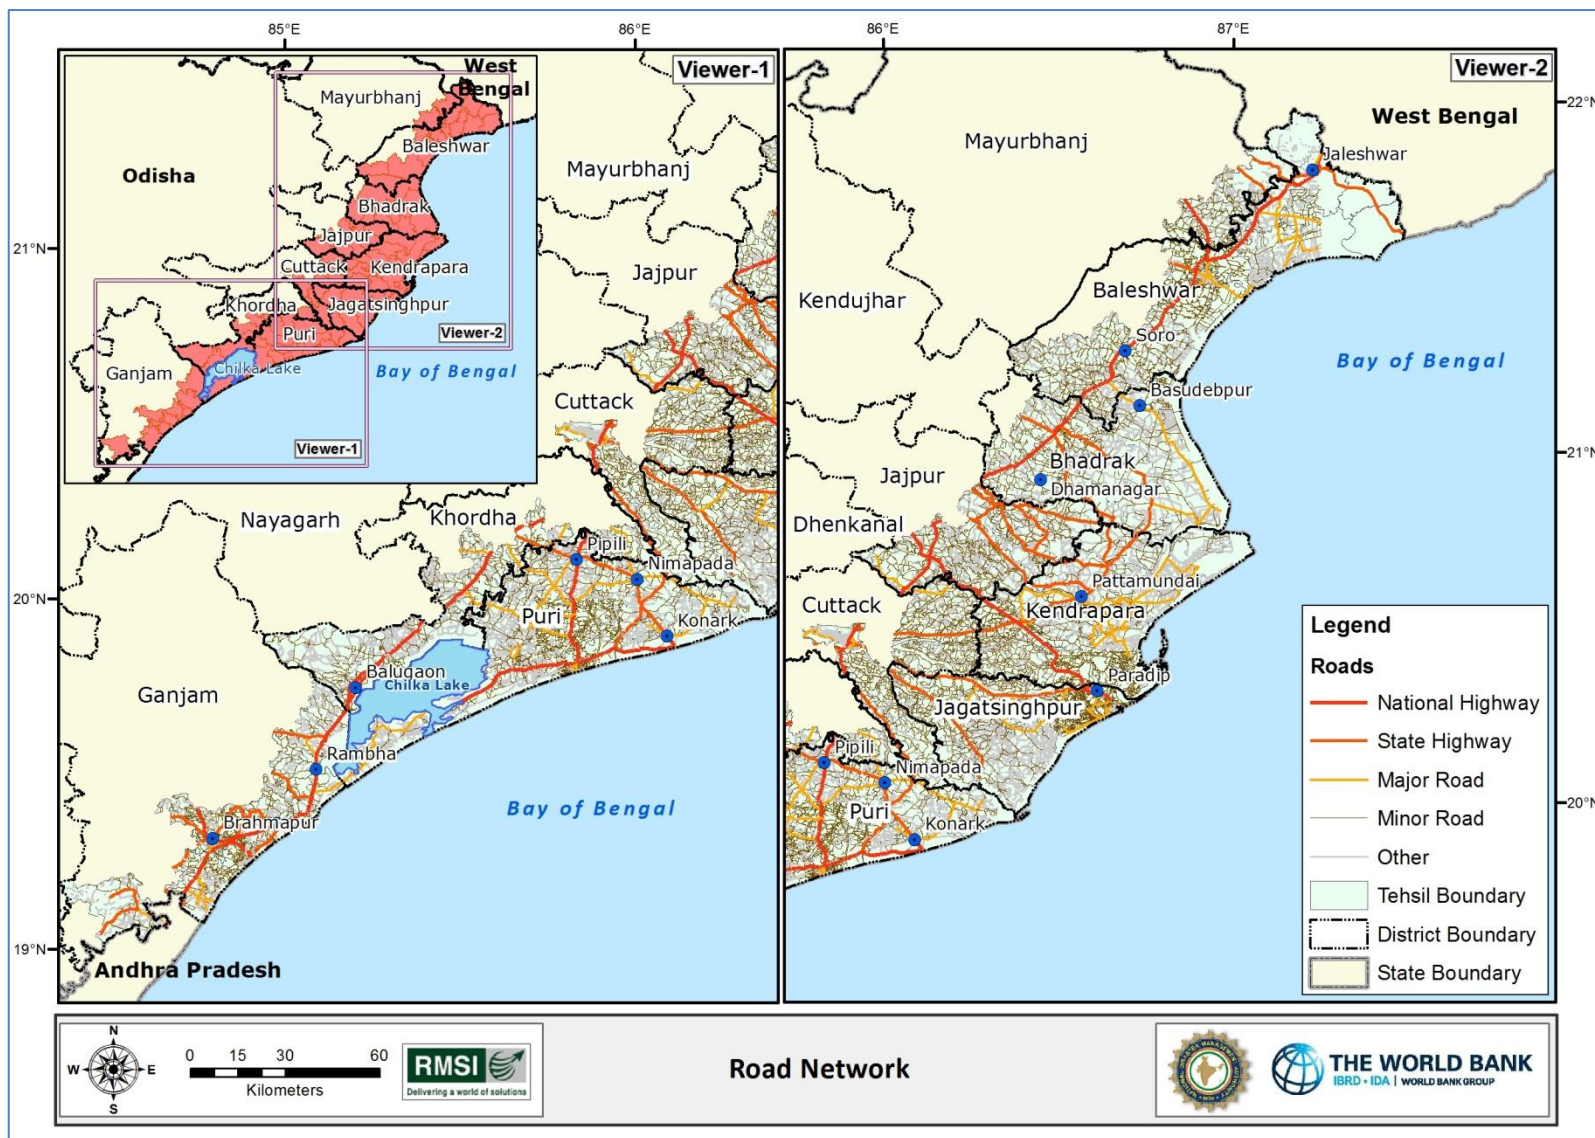 85°E
86°E
86°E
87°E
Viewer-1
West
Bengal
Mayurbhanj
Baleshwar
Odisha
Bhadrak
Jajpur
Cuttack
Kendrapara
Khordha
Jagatsinghpur
Puri
Viewer-2
Ganjam
Chilka Lake
Bay of Bengal
Viewer-1
Mayurbhanj
21°N
Jajpur
Cuttack
Nayagarh
Khordha
Pipili
Nimapada
20°N
Puri
Konark
Balugaon
Chilka Lake
Ganjam
Rambha
Bay of Bengal
Brahmapur
19°N
Andhra Pradesh
Viewer-2
22°N
West Bengal
Mayurbhanj
Jaleshwar
Kendujhar
Baleshwar
Soro
Bay of Bengal
Basudebpur
21°N
Bhadrak
Jajpur
Dhamanagar
Dhenkanal
Pattamundai
Cuttack
Kendrapara
Paradip
Jagatsinghpur
Pipili
Nimapada
20°N
Puri
Konark
Legend
Roads
National Highway
State Highway
Major Road
Minor Road
Other
Tehsil Boundary
District Boundary
State Boundary
N
W E
S
0 15 30 60
Kilometers
RMSI
Delivering a world of solutions
Road Network
THE WORLD BANK
IBRD • IDA | WORLD BANK GROUP